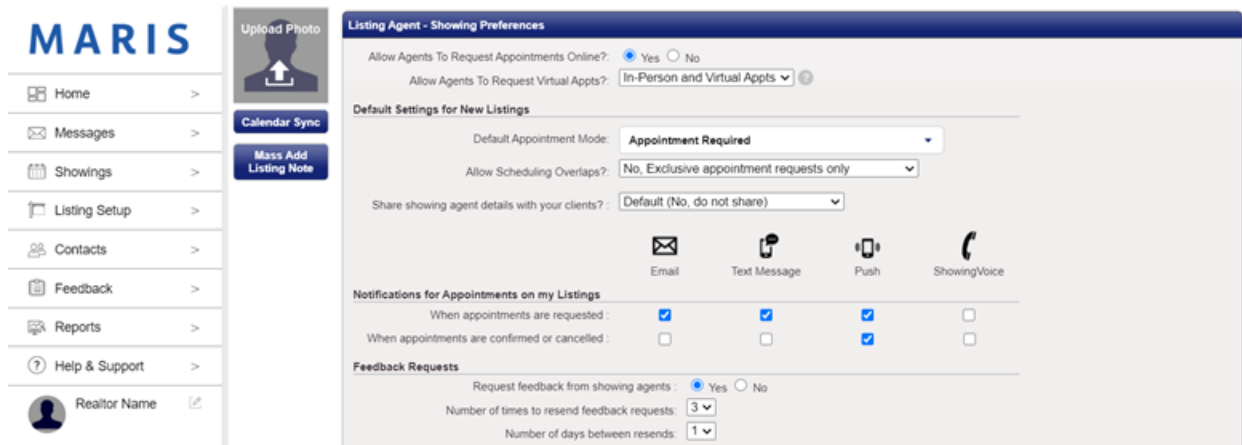 MARIS
Home >
Messages >
Showings >
Listing Setup >
Contacts >
Feedback >
Reports >
? Help & Support >
Realtor Name
Upload Photo
Calendar Sync
Mass Add
Listing Note
Listing Agent - Showing Preferences
Allow Agents To Request Appointments Online?: Yes No
Allow Agents To Request Virtual Appts?: In-Person and Virtual Appts ?
Default Settings for New Listings
Default Appointment Mode: Appointment Required
Allow Scheduling Overlaps?: No, Exclusive appointment requests only
Share showing agent details with your clients? : Default (No, do not share)
Email Text Message Push ShowingVoice
Notifications for Appointments on my Listings
When appointments are requested :
When appointments are confirmed or cancelled :
Feedback Requests
Request feedback from showing agents : Yes No
Number of times to resend feedback requests: 3
Number of days between resends: 1